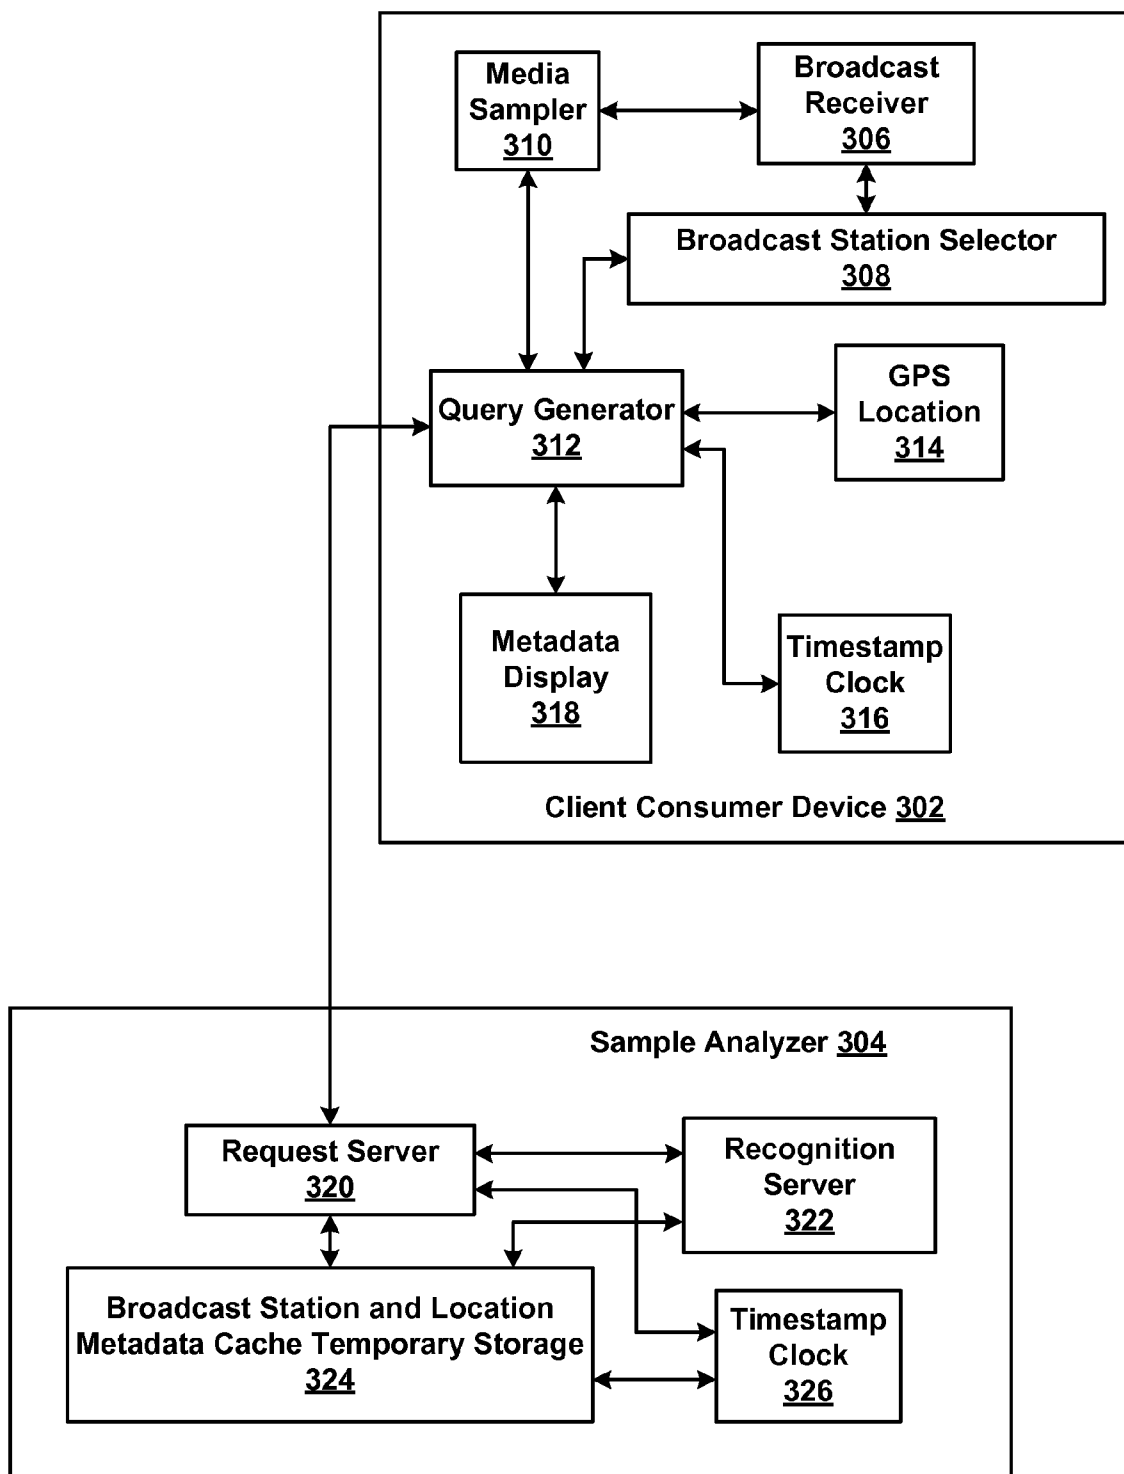 Media
Sampler
310
Broadcast
Receiver
306
Broadcast Station Selector
308
Query Generator
312
GPS
Location
314
Metadata
Display
318
Timestamp
Clock
316
Client Consumer Device 302
Sample Analyzer 304
Request Server
320
Recognition
Server
322
Broadcast Station and Location
Metadata Cache Temporary Storage
324
Timestamp
Clock
326